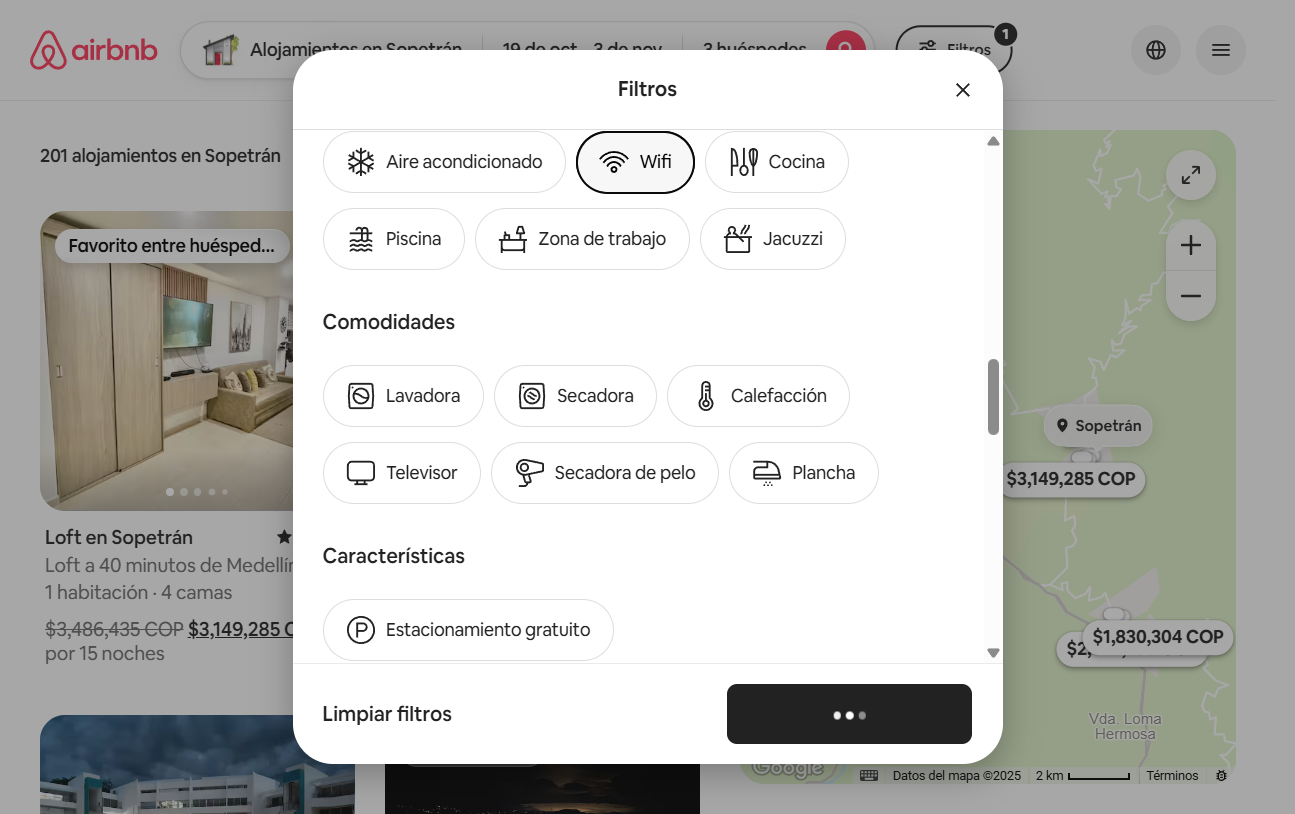 airbnb
Alojamientos en Sopetrán
19 de oct - 3 de nov
3 huéspedes
Filtros
1
Filtros
201 alojamientos en Sopetrán
Aire acondicionado
Wifi
Cocina
Favorito entre huésped...
Piscina
Zona de trabajo
Jacuzzi
Comodidades
Lavadora
Secadora
Calefacción
Televisor
Secadora de pelo
Plancha
Sopetrán
$3,149,285 COP
Loft en Sopetrán
Loft a 40 minutos de Medellín
1 habitación · 4 camas
$3,486,435 COP $3,149,285
por 15 noches
Características
P Estacionamiento gratuito
$1,830,304 COP
$2,
Limpiar filtros
Vda. Loma
Hermosa
Google
Datos del mapa ©2025
2 km
Términos